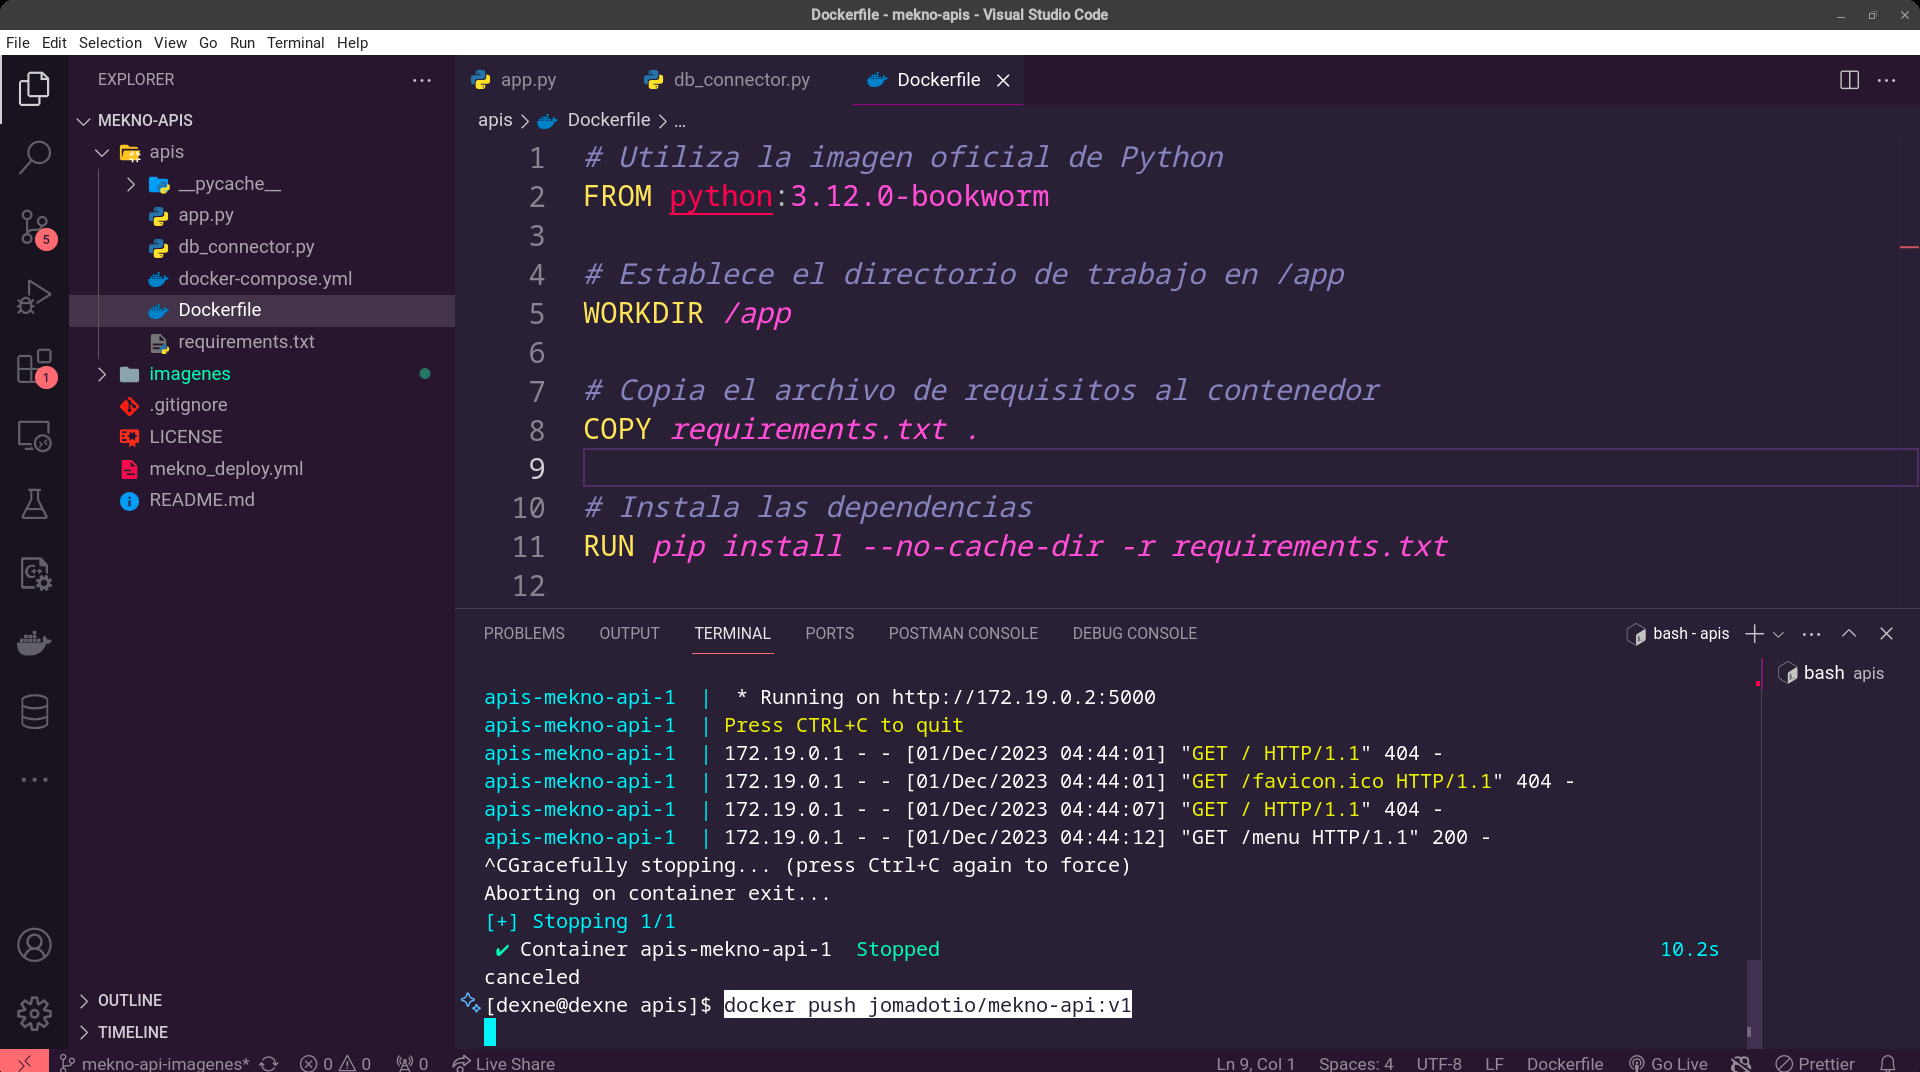 Dockerfile - mekno-apis - Visual Studio Code
File Edit Selection View Go Run Terminal Help
EXPLORER
MEKNO-APIS
apis
__pycache__
app.py
db_connector.py
docker-compose.yml
Dockerfile
requirements.txt
imagenes
.gitignore
LICENSE
mekno_deploy.yml
README.md
OUTLINE
TIMELINE
5
1
app.py db_connector.py Dockerfile
apis > Dockerfile > ...
1 # Utiliza la imagen oficial de Python
2 FROM python:3.12.0-bookworm
3
4 # Establece el directorio de trabajo en /app
5 WORKDIR /app
6
7 # Copia el archivo de requisitos al contenedor
8 COPY requirements.txt .
9
10 # Instala las dependencias
11 RUN pip install --no-cache-dir -r requirements.txt
12
PROBLEMS OUTPUT TERMINAL PORTS POSTMAN CONSOLE DEBUG CONSOLE
bash - apis
bash apis
apis-mekno-api-1 | * Running on http://172.19.0.2:5000
apis-mekno-api-1 | Press CTRL+C to quit
apis-mekno-api-1 | 172.19.0.1 - - [01/Dec/2023 04:44:01] "GET / HTTP/1.1" 404 -
apis-mekno-api-1 | 172.19.0.1 - - [01/Dec/2023 04:44:01] "GET /favicon.ico HTTP/1.1" 404 -
apis-mekno-api-1 | 172.19.0.1 - - [01/Dec/2023 04:44:07] "GET / HTTP/1.1" 404 -
apis-mekno-api-1 | 172.19.0.1 - - [01/Dec/2023 04:44:12] "GET /menu HTTP/1.1" 200 -
^CGracefully stopping... (press Ctrl+C again to force)
Aborting on container exit...
[+] Stopping 1/1
✔ Container apis-mekno-api-1 Stopped 10.2s
canceled
[dexne@dexne apis]$ docker push jomadotio/mekno-api:v1
mekno-api-imagenes* 0 0 0 Live Share Ln 9, Col 1 Spaces: 4 UTF-8 LF Dockerfile Go Live Prettier